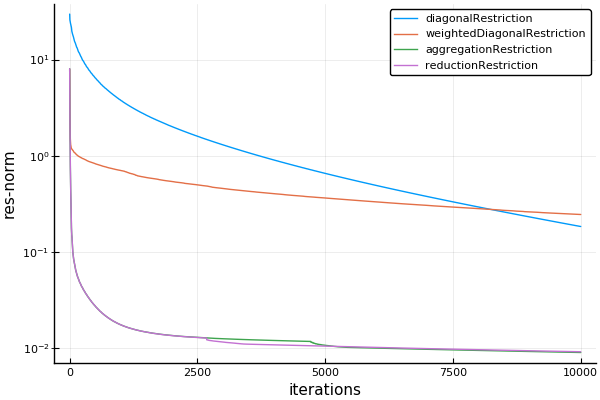 diagonalRestriction
weightedDiagonalRestriction
aggregationRestriction
reductionRestriction
10¹
10⁰
10⁻¹
10⁻²
res-norm
0 2500 5000 7500 10000
iterations